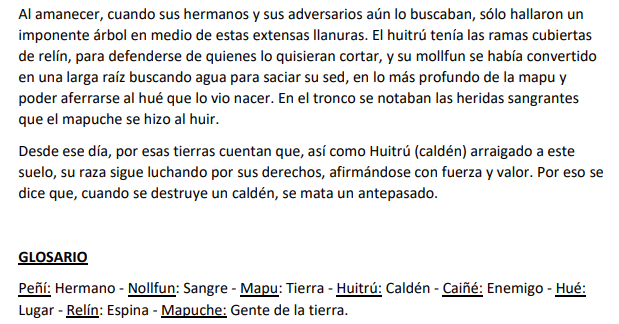 Al amanecer, cuando sus hermanos y sus adversarios aún lo buscaban, sólo hallaron un
imponente árbol en medio de estas extensas llanuras. El huitrú tenía las ramas cubiertas
de relín, para defenderse de quienes lo quisieran cortar, y su mollfun se había convertido
en una larga raíz buscando agua para saciar su sed, en lo más profundo de la mapu y
poder aferrarse al hué que lo vio nacer. En el tronco se notaban las heridas sangrantes
que el mapuche se hizo al huir.
Desde ese día, por esas tierras cuentan que, así como Huitrú (caldén) arraigado a este
suelo, su raza sigue luchando por sus derechos, afirmándose con fuerza y valor. Por eso se
dice que, cuando se destruye un caldén, se mata un antepasado.
GLOSARIO
Peñí: Hermano - Nollfun: Sangre - Mapu: Tierra - Huitrú: Caldén - Caiñé: Enemigo - Hué:
Lugar - Relín: Espina - Mapuche: Gente de la tierra.